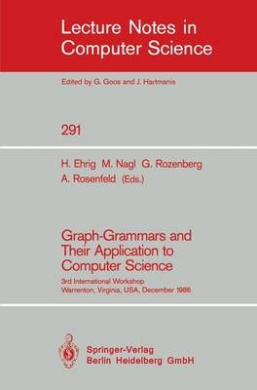 Lecture Notes in
Computer Science
Edited by G. Goos and J. Hartmanis
291
H. Ehrig M. Nagl G. Rozenberg
A. Rosenfeld (Eds.)
Graph-Grammars and
Their Application to
Computer Science
3rd International Workshop
Warrenton, Virginia, USA, December 1986
Springer-Verlag
Berlin Heidelberg GmbH